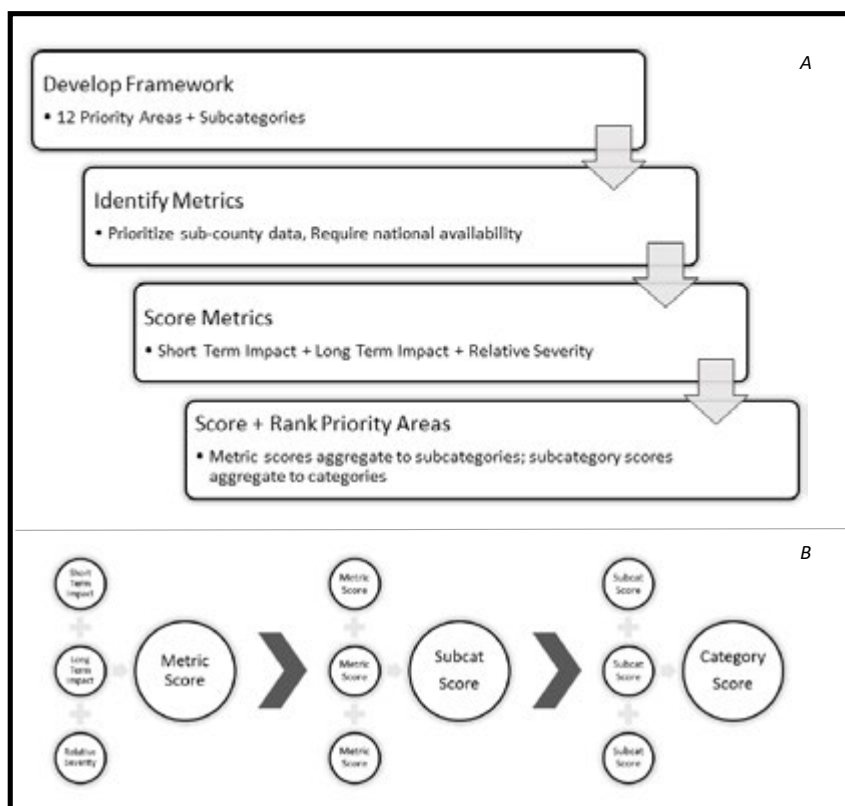 A
Develop Framework
▪ 12 Priority Areas + Subcategories
Identify Metrics
▪ Prioritize sub-county data, Require national availability
Score Metrics
▪ Short Term Impact + Long Term Impact + Relative Severity
Score + Rank Priority Areas
▪ Metric scores aggregate to subcategories; subcategory scores
aggregate to categories
B
Short
Term
Impact
+
Long
Term
Impact
+
Relative
Severity
Metric
Score
Metric
Score
+
Metric
Score
+
Metric
Score
Subcat
Score
Subcat
Score
+
Subcat
Score
+
Subcat
Score
Category
Score